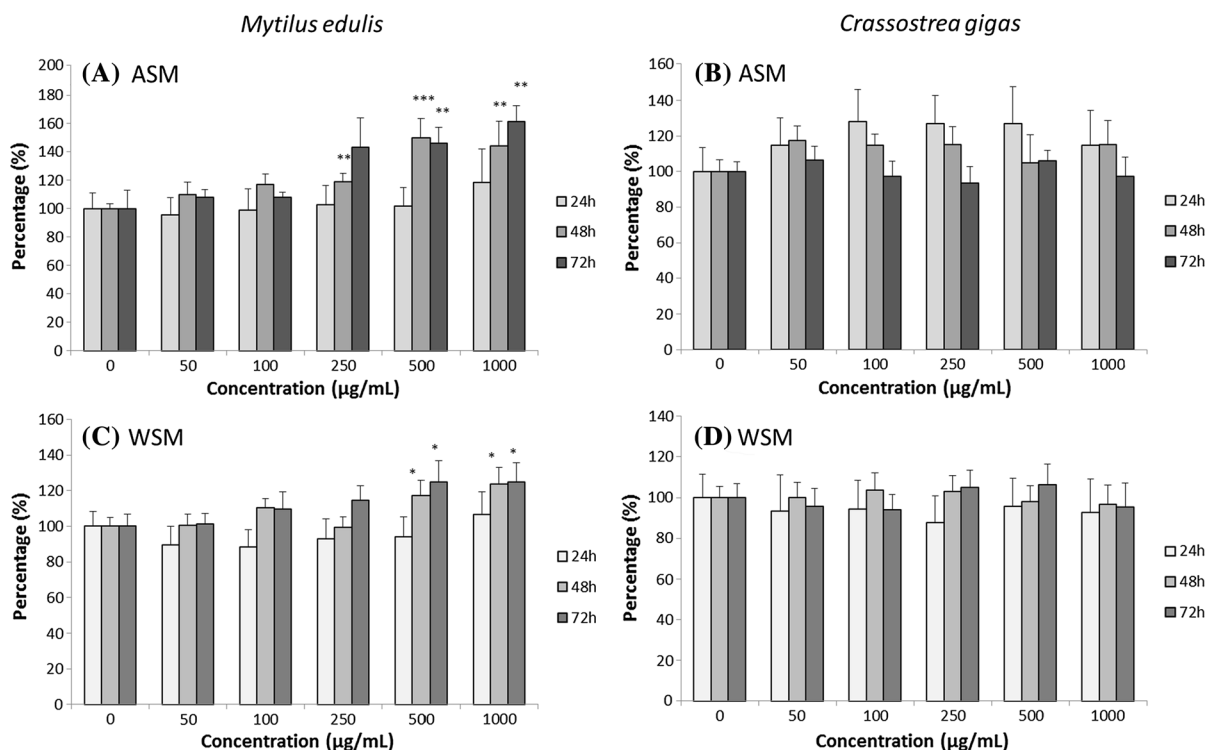 Mytilus edulis
Crassostrea gigas
(A) ASM
Percentage (%)
200
180
160
140
120
100
80
60
40
20
0
** *** ** ** **
0 50 100 250 500 1000
Concentration (µg/mL)
24h
48h
72h
(B) ASM
Percentage (%)
160
140
120
100
80
60
40
20
0
0 50 100 250 500 1000
Concentration (µg/mL)
24h
48h
72h
(C) WSM
Percentage (%)
160
140
120
100
80
60
40
20
0
* * * *
0 50 100 250 500 1000
Concentration (µg/mL)
24h
48h
72h
(D) WSM
Percentage (%)
140
120
100
80
60
40
20
0
0 50 100 250 500 1000
Concentration (µg/mL)
24h
48h
72h